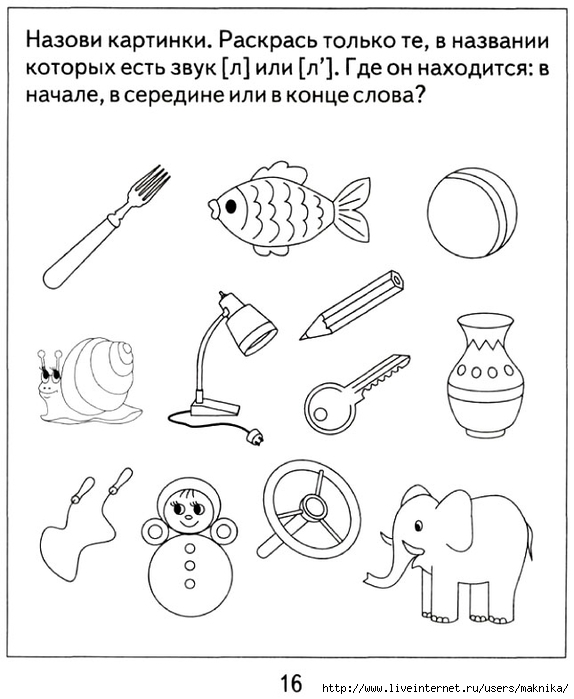 Назови картинки. Раскрась только те, в названии
которых есть звук [л] или [л’]. Где он находится: в
начале, в середине или в конце слова?
16
http://www.liveinternet.ru/users/maknika/